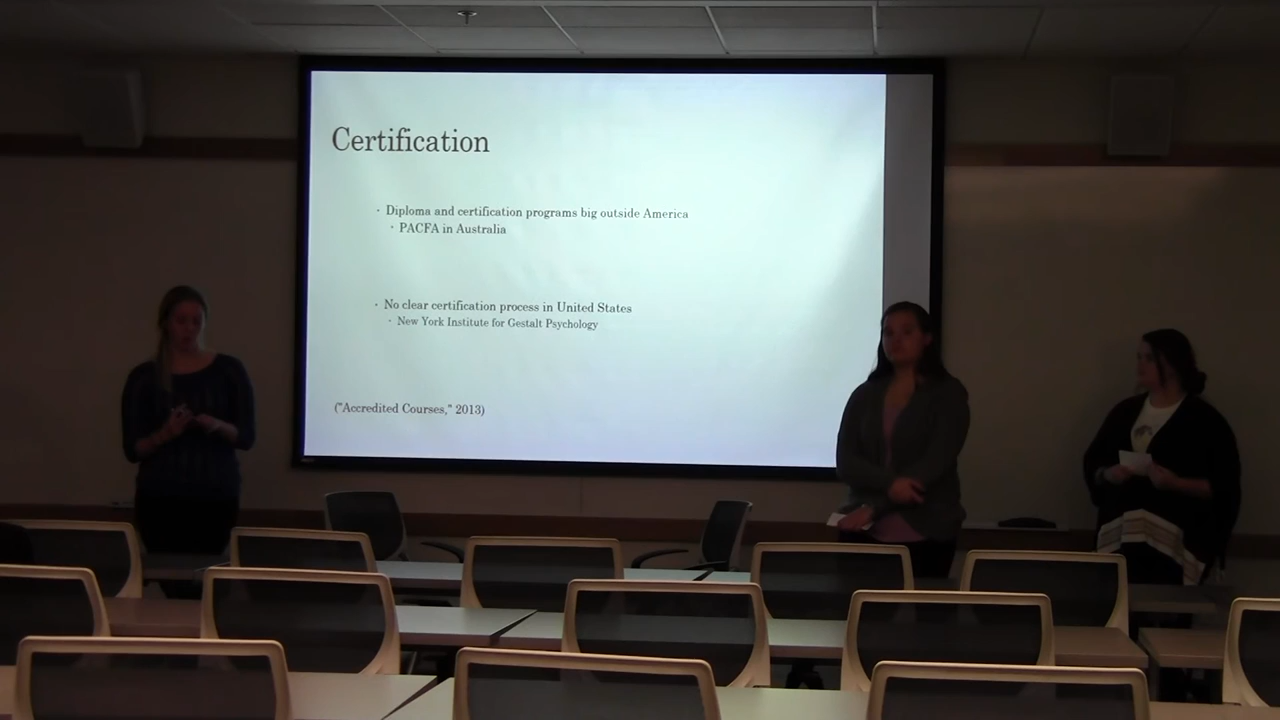 Certification
· Diploma and certification programs big outside America
· PACFA in Australia
· No clear certification process in United States
· New York Institute for Gestalt Psychology
("Accredited Courses," 2013)